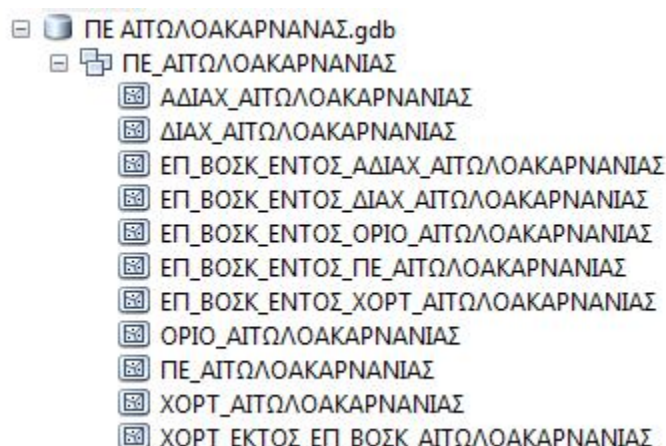 ΠΕ ΑΙΤΩΛΟΑΚΑΡΝΑΝΑΣ.gdb
ΠΕ_ΑΙΤΩΛΟΑΚΑΡΝΑΝΙΑΣ
ΑΔΙΑΧ_ΑΙΤΩΛΟΑΚΑΡΝΑΝΙΑΣ
ΔΙΑΧ_ΑΙΤΩΛΟΑΚΑΡΝΑΝΙΑΣ
ΕΠ_ΒΟΣΚ_ΕΝΤΟΣ_ΑΔΙΑΧ_ΑΙΤΩΛΟΑΚΑΡΝΑΝΙΑΣ
ΕΠ_ΒΟΣΚ_ΕΝΤΟΣ_ΔΙΑΧ_ΑΙΤΩΛΟΑΚΑΡΝΑΝΙΑΣ
ΕΠ_ΒΟΣΚ_ΕΝΤΟΣ_ΟΡΙΟ_ΑΙΤΩΛΟΑΚΑΡΝΑΝΙΑΣ
ΕΠ_ΒΟΣΚ_ΕΝΤΟΣ_ΠΕ_ΑΙΤΩΛΟΑΚΑΡΝΑΝΙΑΣ
ΕΠ_ΒΟΣΚ_ΕΝΤΟΣ_ΧΟΡΤ_ΑΙΤΩΛΟΑΚΑΡΝΑΝΙΑΣ
ΟΡΙΟ_ΑΙΤΩΛΟΑΚΑΡΝΑΝΙΑΣ
ΠΕ_ΑΙΤΩΛΟΑΚΑΡΝΑΝΙΑΣ
ΧΟΡΤ_ΑΙΤΩΛΟΑΚΑΡΝΑΝΙΑΣ
ΧΟΡΤ_ΕΚΤΟΣ_ΕΠ_ΒΟΣΚ_ΑΙΤΩΛΟΑΚΑΡΝΑΝΙΑΣ